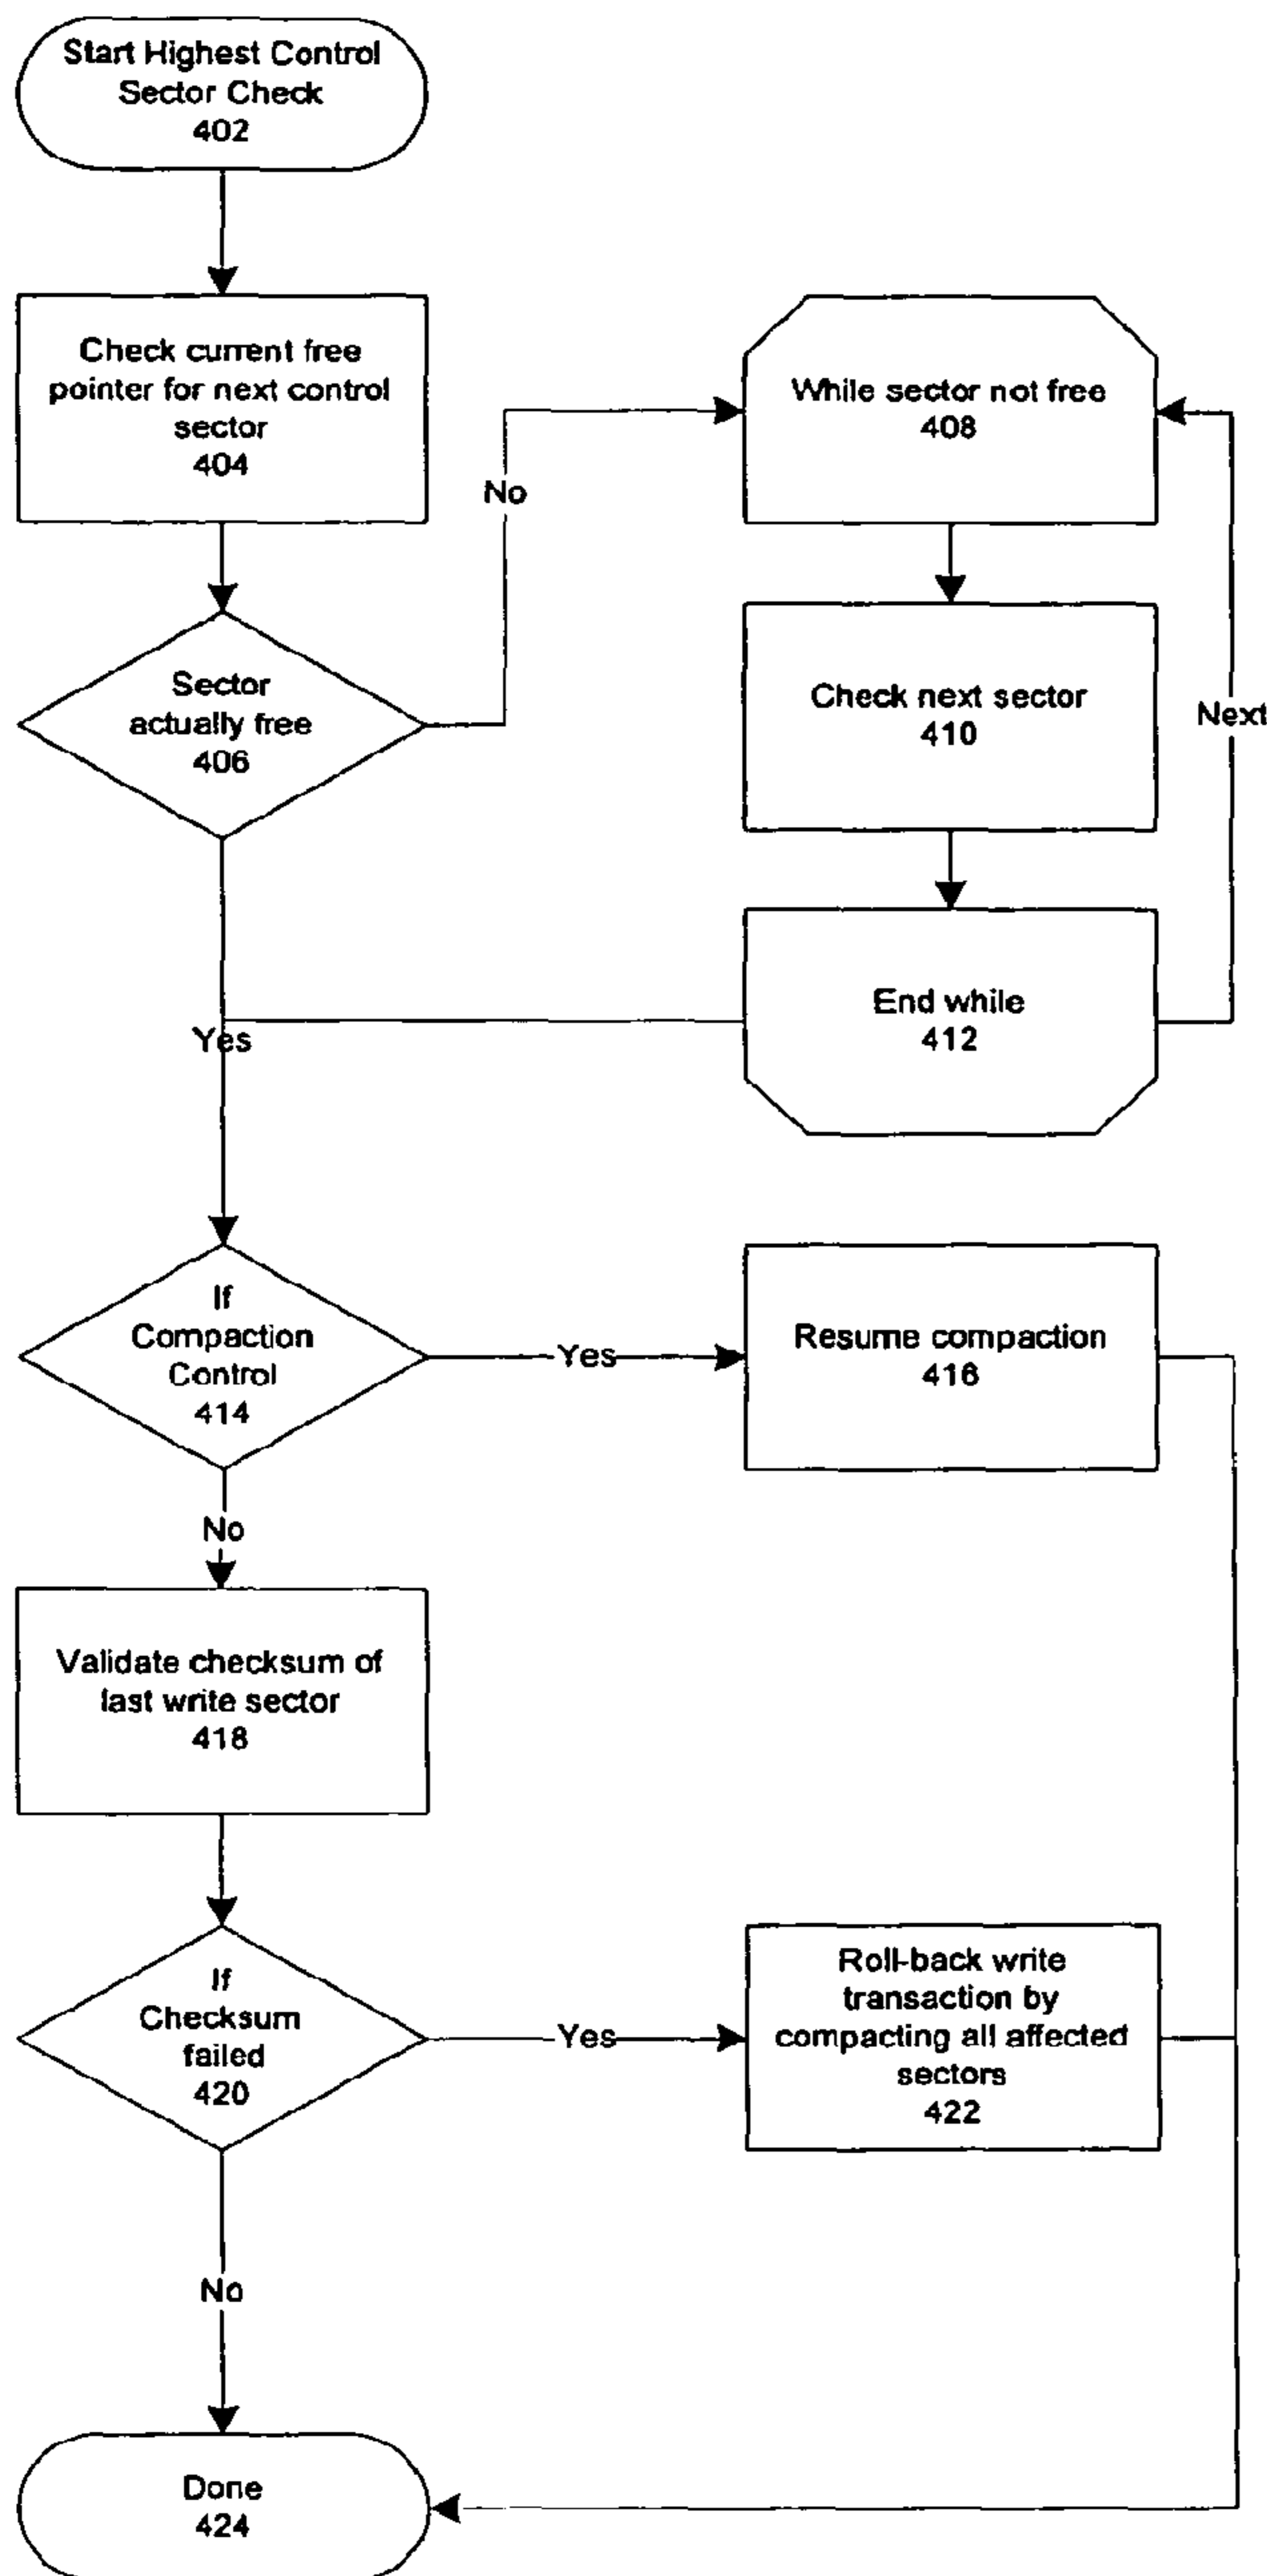 Start Highest Control
Sector Check
402
Check current free
pointer for next control
sector
404
While sector not free
408
No
Sector
actually free
406
Check next sector
410
Next
End while
412
Yes
If
Compaction
Control
414
Yes
Resume compaction
416
No
Validate checksum of
last write sector
418
If
Checksum
failed
420
Yes
Roll-back write
transaction by
compacting all affected
sectors
422
No
Done
424